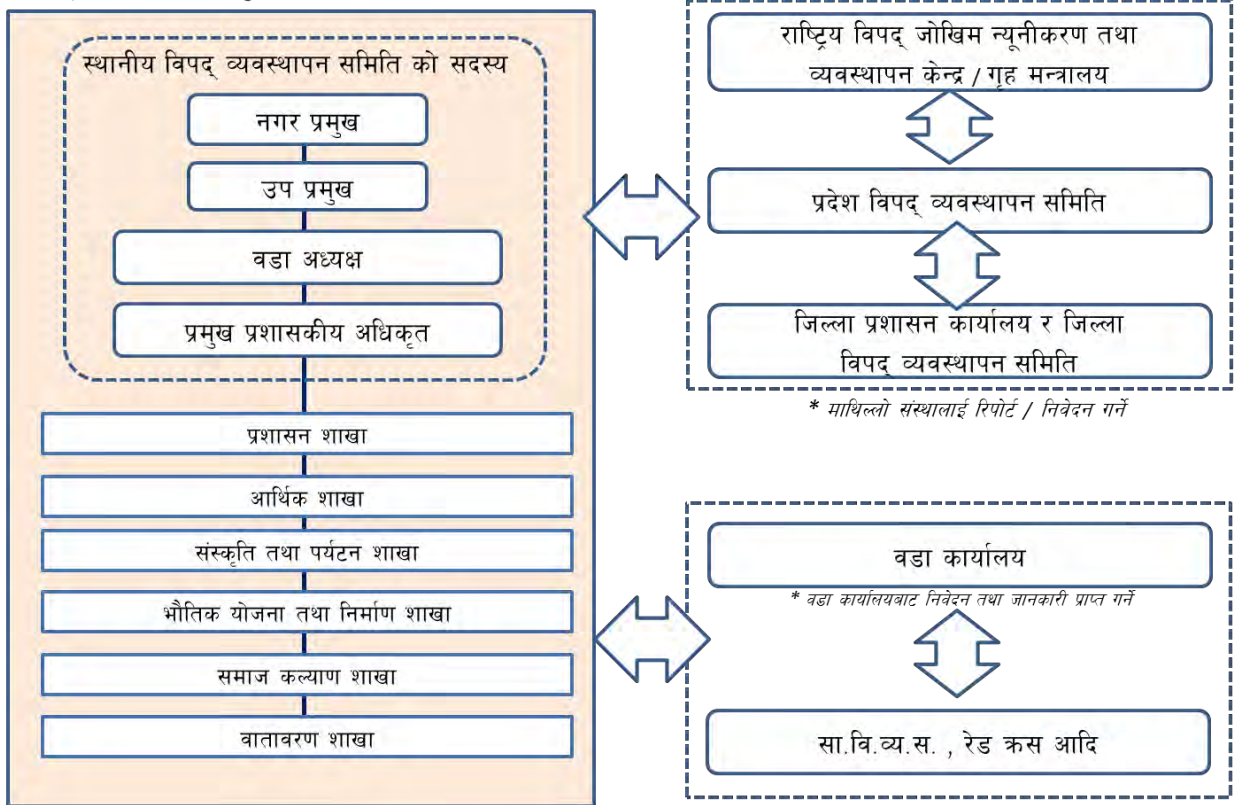 स्थानीय विपद् व्यवस्थापन समिति को सदस्य
नगर प्रमुख
उप प्रमुख
वडा अध्यक्ष
प्रमुख प्रशासकीय अधिकृत
प्रशासन शाखा
आर्थिक शाखा
संस्कृति तथा पर्यटन शाखा
भौतिक योजना तथा निर्माण शाखा
समाज कल्याण शाखा
वातावरण शाखा
राष्ट्रिय विपद् जोखिम न्यूनीकरण तथा
व्यवस्थापन केन्द्र / गृह मन्त्रालय
प्रदेश विपद् व्यवस्थापन समिति
जिल्ला प्रशासन कार्यालय र जिल्ला
विपद् व्यवस्थापन समिति
* माथिल्लो संस्थालाई रिपोर्ट / निवेदन गर्ने
वडा कार्यालय
* वडा कार्यालयबाट निवेदन तथा जानकारी प्राप्त गर्ने
सा.वि.व्य.स. , रेड क्रस आदि